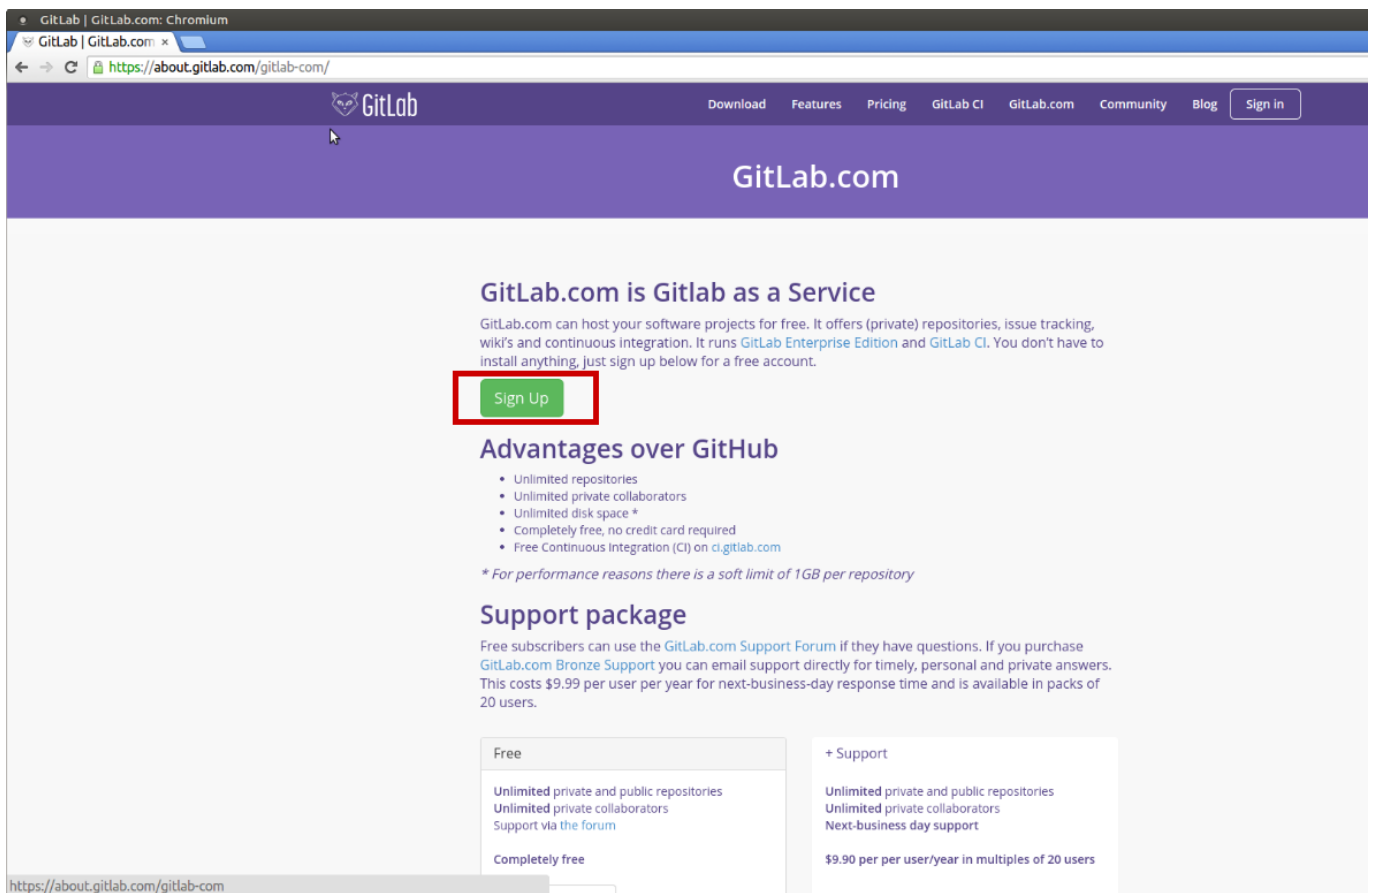 GitLab | GitLab.com: Chromium
GitLab | GitLab.com ×
https://about.gitlab.com/gitlab-com/
GitLab
Download Features Pricing GitLab CI GitLab.com Community Blog Sign in
GitLab.com
GitLab.com is Gitlab as a Service
GitLab.com can host your software projects for free. It offers (private) repositories, issue tracking,
wiki's and continuous integration. It runs GitLab Enterprise Edition and GitLab CI. You don't have to
install anything, just sign up below for a free account.
Sign Up
Advantages over GitHub
• Unlimited repositories
• Unlimited private collaborators
• Unlimited disk space *
• Completely free, no credit card required
• Free Continuous Integration (CI) on ci.gitlab.com
* For performance reasons there is a soft limit of 1GB per repository
Support package
Free subscribers can use the GitLab.com Support Forum if they have questions. If you purchase
GitLab.com Bronze Support you can email support directly for timely, personal and private answers.
This costs $9.99 per user per year for next-business-day response time and is available in packs of
20 users.
Free
Unlimited private and public repositories
Unlimited private collaborators
Support via the forum
Completely free
+ Support
Unlimited private and public repositories
Unlimited private collaborators
Next-business day support
$9.90 per per user/year in multiples of 20 users
https://about.gitlab.com/gitlab-com